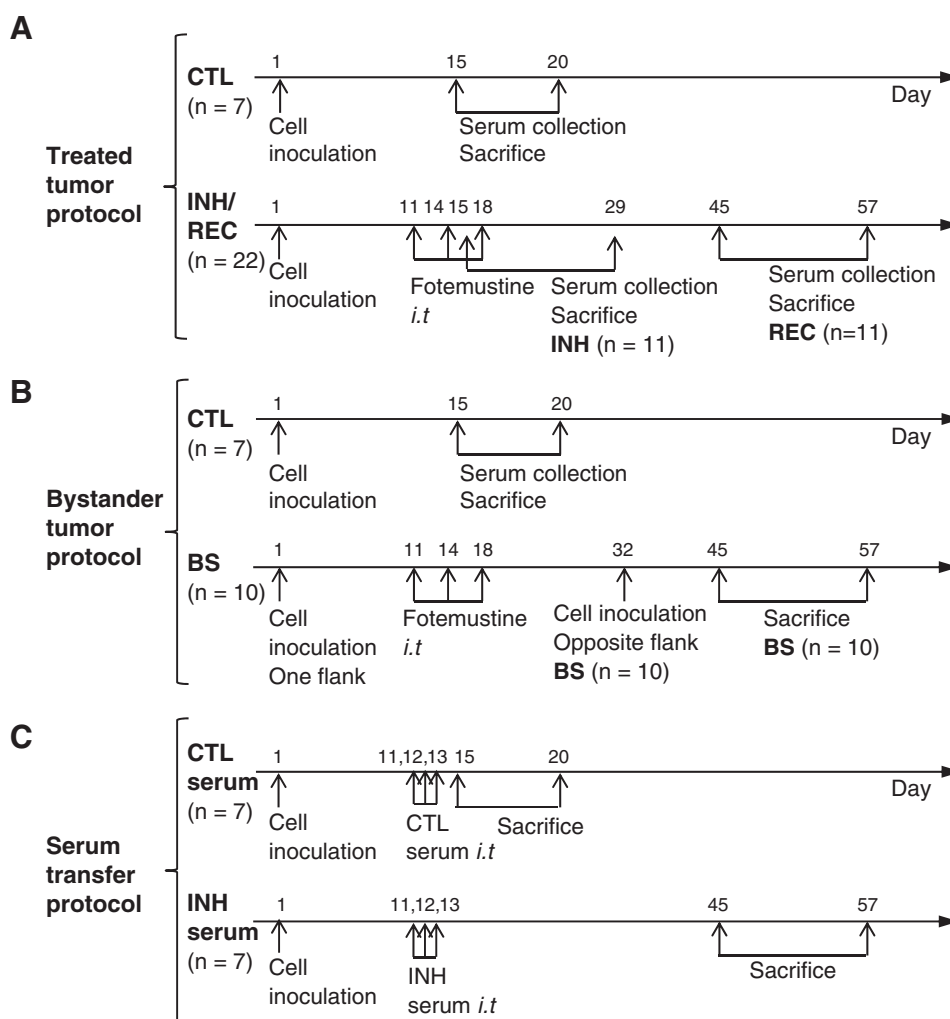 A
Treated
tumor
protocol
CTL
(n = 7)
1
15
20
Day
Cell
inoculation
Serum collection
Sacrifice
INH/
REC
(n = 22)
1
11
14
15
18
29
45
57
Cell
inoculation
Fotemustine
i.t
Serum collection
Sacrifice
INH (n = 11)
Serum collection
Sacrifice
REC (n=11)
B
Bystander
tumor
protocol
CTL
(n = 7)
1
15
20
Day
Cell
inoculation
Serum collection
Sacrifice
BS
(n = 10)
1
11
14
18
32
45
57
Cell
inoculation
One flank
Fotemustine
i.t
Cell inoculation
Opposite flank
BS (n = 10)
Sacrifice
BS (n = 10)
C
Serum
transfer
protocol
CTL
serum
(n = 7)
1
11,12,13
15
20
Day
Cell
inoculation
CTL
serum i.t
Sacrifice
INH
serum
(n = 7)
1
11,12,13
45
57
Cell
inoculation
INH
serum i.t
Sacrifice